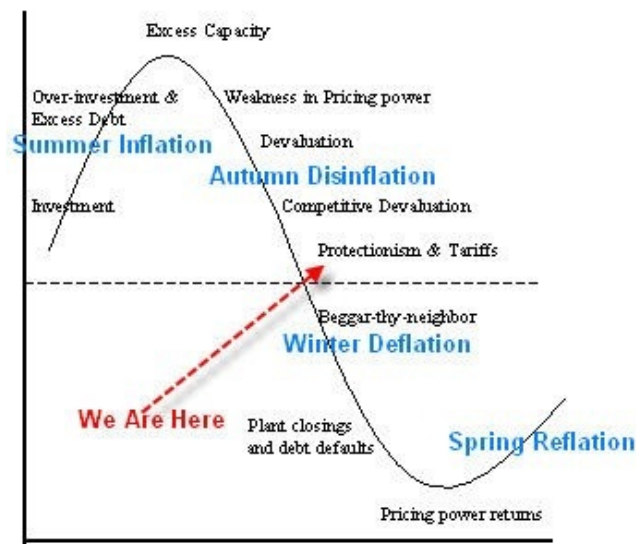 Excess Capacity
Over-investment &
Excess Debt
Weakness in Pricing power
Summer Inflation
Devaluation
Autumn Disinflation
Investment
Competitive Devaluation
Protectionism & Tariffs
Beggar-thy-neighbor
Winter Deflation
We Are Here
Plant closings
and debt defaults
Spring Reflation
Pricing power returns